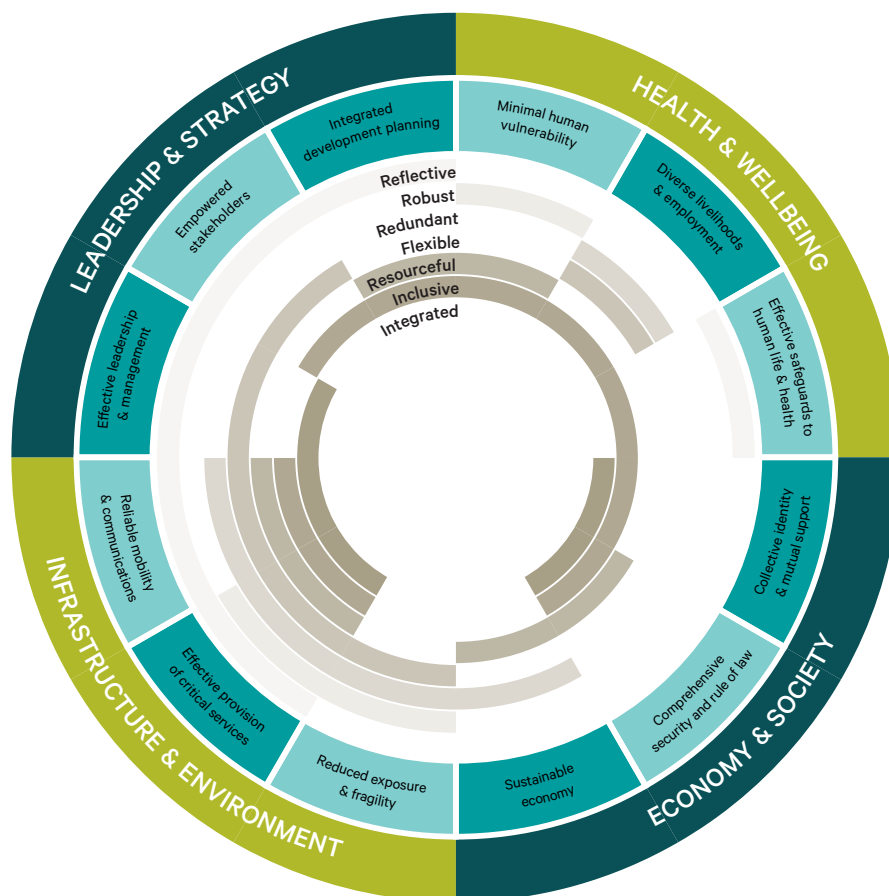 LEADERSHIP & STRATEGY
HEALTH & WELLBEING
ECONOMY & SOCIETY
INFRASTRUCTURE & ENVIRONMENT
Integrated
development planning
Minimal human
vulnerability
Diverse livelihoods
& employment
Effective safeguards to
human life & health
Collective identity
& mutual support
Comprehensive
security and rule of law
Sustainable
economy
Reduced exposure
& fragility
Effective provision
of critical services
Reliable mobility
& communications
Effective leadership
& management
Empowered
stakeholders
Reflective
Robust
Redundant
Flexible
Resourceful
Inclusive
Integrated